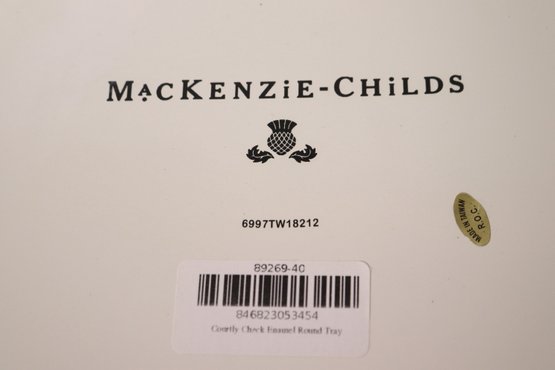 MACKENZiE-CHiLDS
6997TW18212
MADE IN TAIWAN
R.O.C.
89269-40
846823053454
Courtly Check Enamel Round Tray